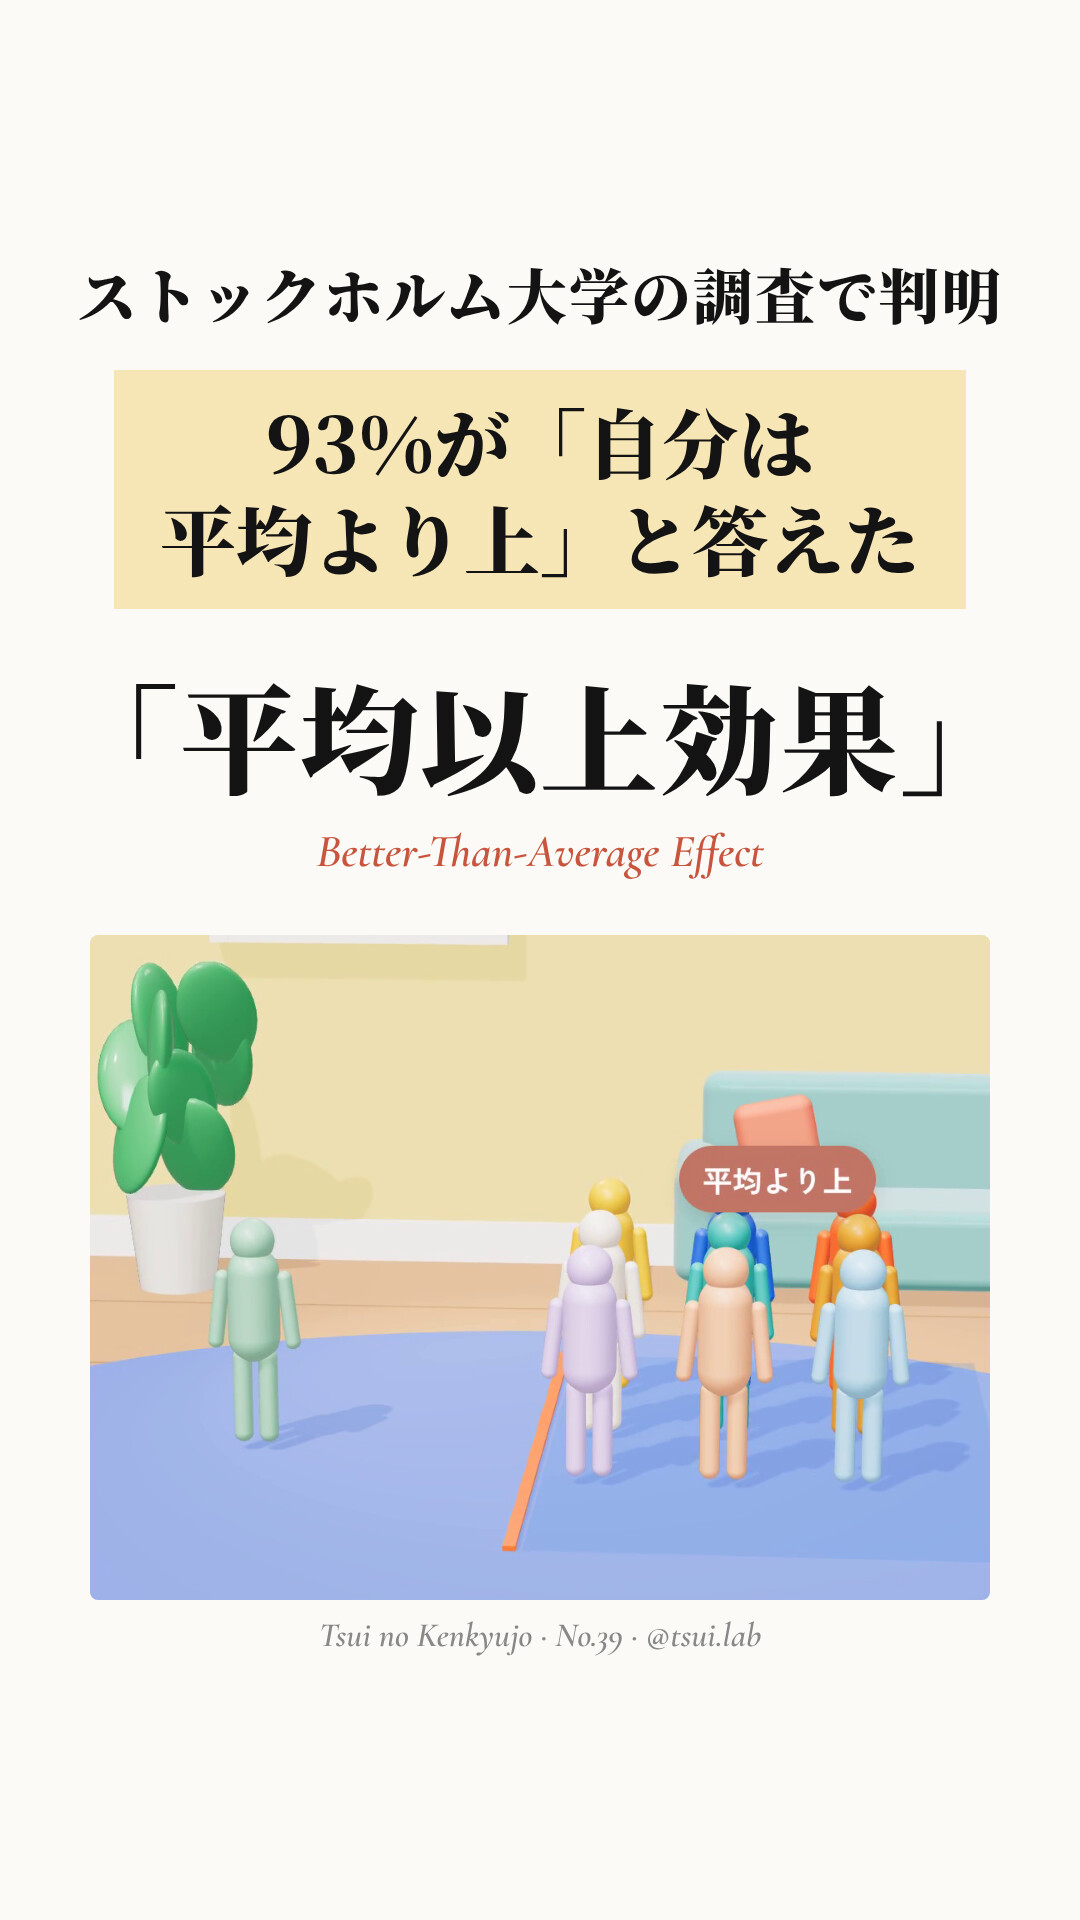 ストックホルム大学の調査で判明
93%が「自分は
平均より上」と答えた
「平均以上効果」
Better-Than-Average Effect
平均より上
Tsui no Kenkyujo · No.39 · @tsui.lab